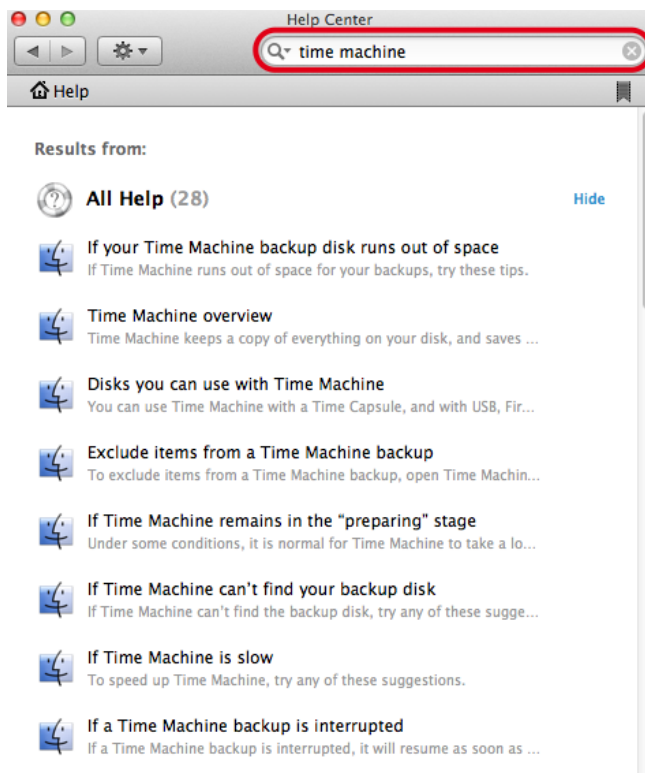 Help Center
time machine
Help
Results from:
All Help (28)
Hide
If your Time Machine backup disk runs out of space
If Time Machine runs out of space for your backups, try these tips.
Time Machine overview
Time Machine keeps a copy of everything on your disk, and saves ...
Disks you can use with Time Machine
You can use Time Machine with a Time Capsule, and with USB, Fir...
Exclude items from a Time Machine backup
To exclude items from a Time Machine backup, open Time Machin...
If Time Machine remains in the “preparing” stage
Under some conditions, it is normal for Time Machine to take a lo...
If Time Machine can’t find your backup disk
If Time Machine can’t find the backup disk, try any of these sugge...
If Time Machine is slow
To speed up Time Machine, try any of these suggestions.
If a Time Machine backup is interrupted
If a Time Machine backup is interrupted, it will resume as soon as ...